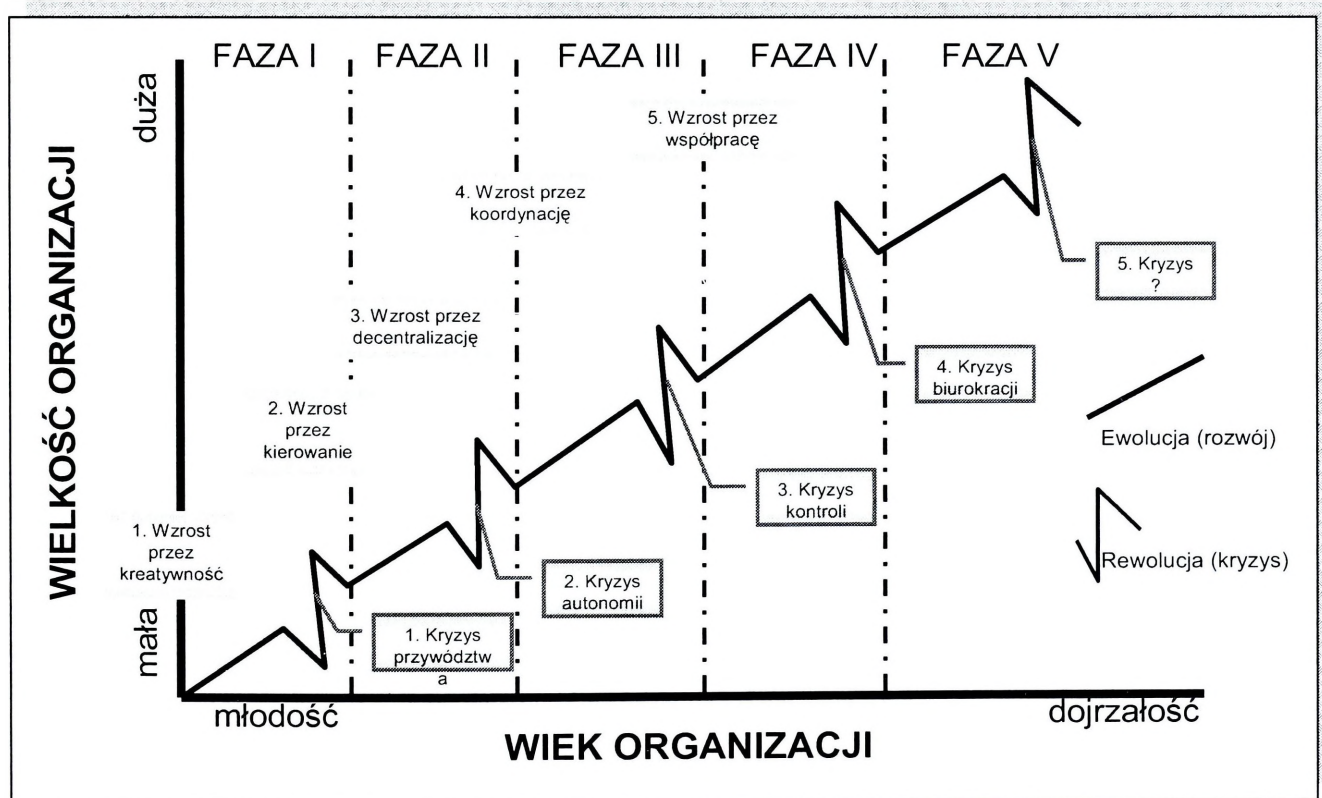 FAZA I
FAZA II
FAZA III
FAZA IV
FAZA V
duża
WIELKOŚĆ ORGANIZACJI
mała
5. Wzrost przez
współpracę
4. Wzrost przez
koordynację
3. Wzrost przez
decentralizację
2. Wzrost
przez
kierowanie
1. Wzrost
przez
kreatywność
5. Kryzys
?
4. Kryzys
biurokracji
3. Kryzys
kontroli
2. Kryzys
autonomii
1. Kryzys
przywództw
a
Ewolucja (rozwój)
Rewolucja (kryzys)
młodość
dojrzałość
WIEK ORGANIZACJI